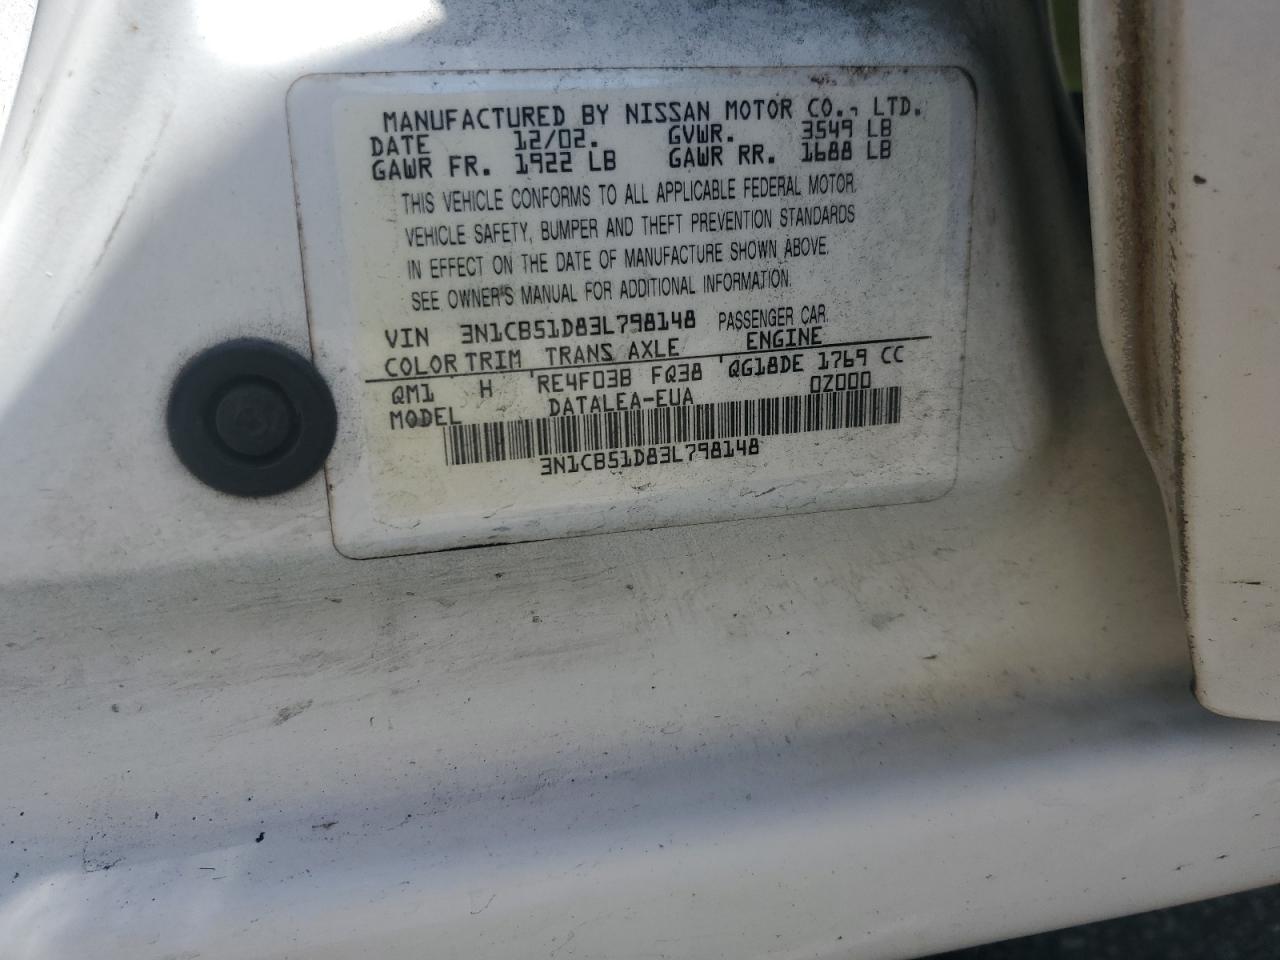 MANUFACTURED BY NISSAN MOTOR CO., LTD.
DATE 12/02. GVWR. 3549 LB
GAWR FR. 1922 LB GAWR RR. 1688 LB
THIS VEHICLE CONFORMS TO ALL APPLICABLE FEDERAL MOTOR
VEHICLE SAFETY, BUMPER AND THEFT PREVENTION STANDARDS
IN EFFECT ON THE DATE OF MANUFACTURE SHOWN ABOVE.
SEE OWNER'S MANUAL FOR ADDITIONAL INFORMATION.
VIN 3N1CB51D83L798148 PASSENGER CAR
COLOR TRIM TRANS AXLE ENGINE
QM1 H RE4F03B FQ38 QG18DE 1769 CC
MODEL DATALEA-EUA 0Z000
3N1CB51D83L798148